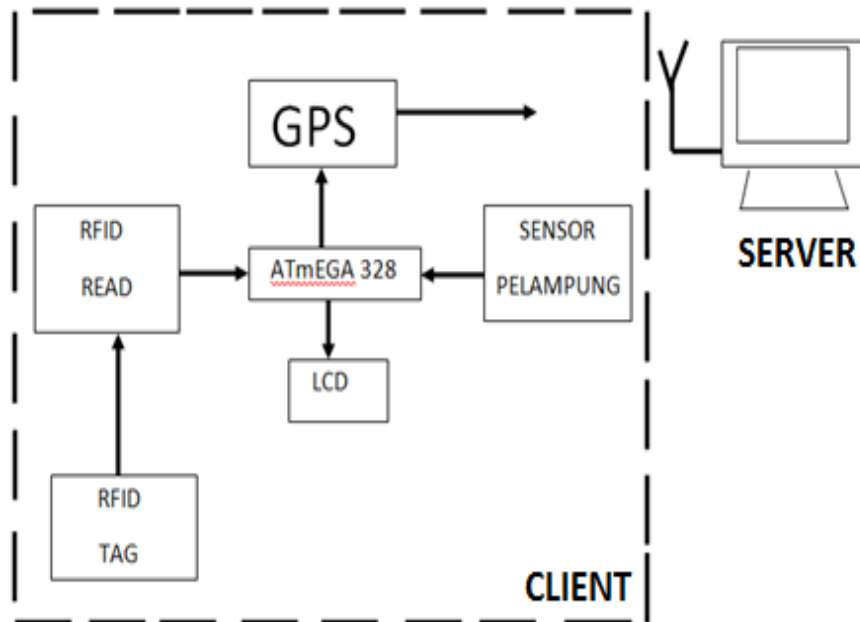 GPS
RFID
READ
ATmEGA 328
SENSOR
PELAMPUNG
SERVER
LCD
RFID
TAG
CLIENT